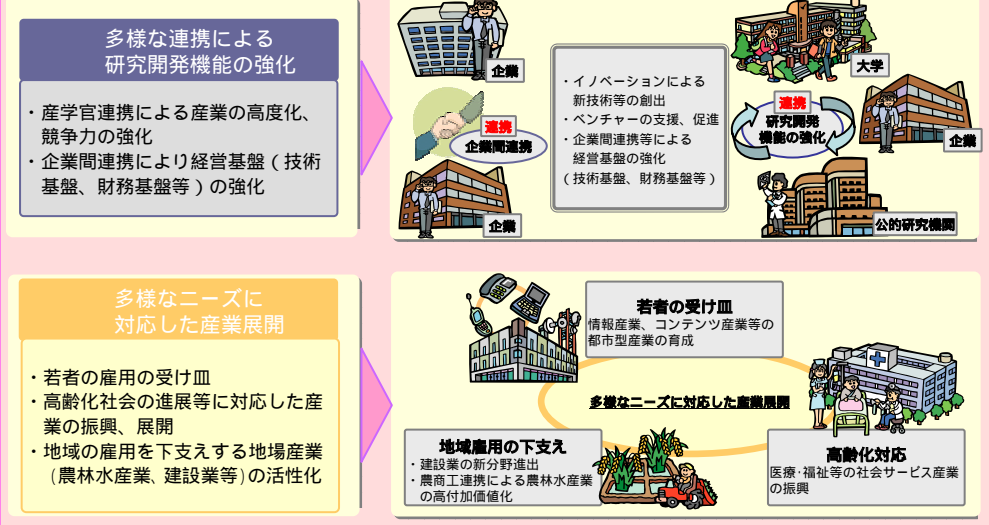 多様な連携による
研究開発機能の強化
・産学官連携による産業の高度化、
競争力の強化
・企業間連携により経営基盤(技術
基盤、財務基盤等)の強化
企業
連携
企業間連携
企業
・イノベーションによる
新技術等の創出
・ベンチャーの支援、促進
・企業間連携等による
経営基盤の強化
(技術基盤、財務基盤等)
大学
連携
研究開発
機能の強化
企業
公的研究機関
多様なニーズに
対応した産業展開
・若者の雇用の受け皿
・高齢化社会の進展等に対応した産
業の振興、展開
・地域の雇用を下支えする地場産業
(農林水産業、建設業等)の活性化
若者の受け皿
情報産業、コンテンツ産業等の
都市型産業の育成
多様なニーズに対応した産業展開
地域雇用の下支え
・建設業の新分野進出
・農商工連携による農林水産業
の高付加価値化
高齢化対応
医療・福祉等の社会サービス産業
の振興